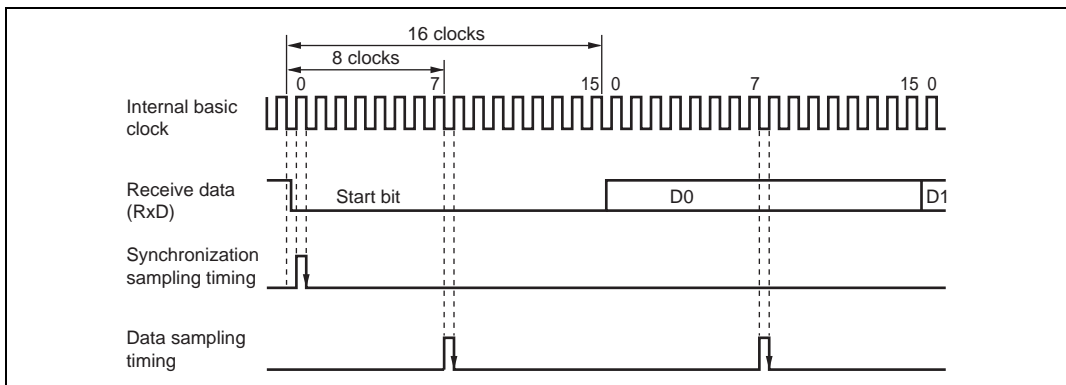 16 clocks
8 clocks
0 7 15 0 7 15 0
Internal basic
clock
Receive data
(RxD)
Start bit D0 D1
Synchronization
sampling timing
Data sampling
timing